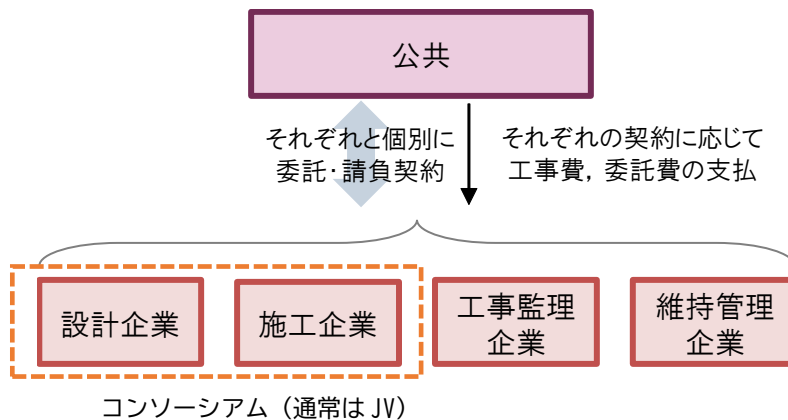 公共
それぞれと個別に
委託・請負契約
それぞれの契約に応じて
工事費，委託費の支払
設計企業
施工企業
工事監理
企業
維持管理
企業
コンソーシアム（通常は JV）